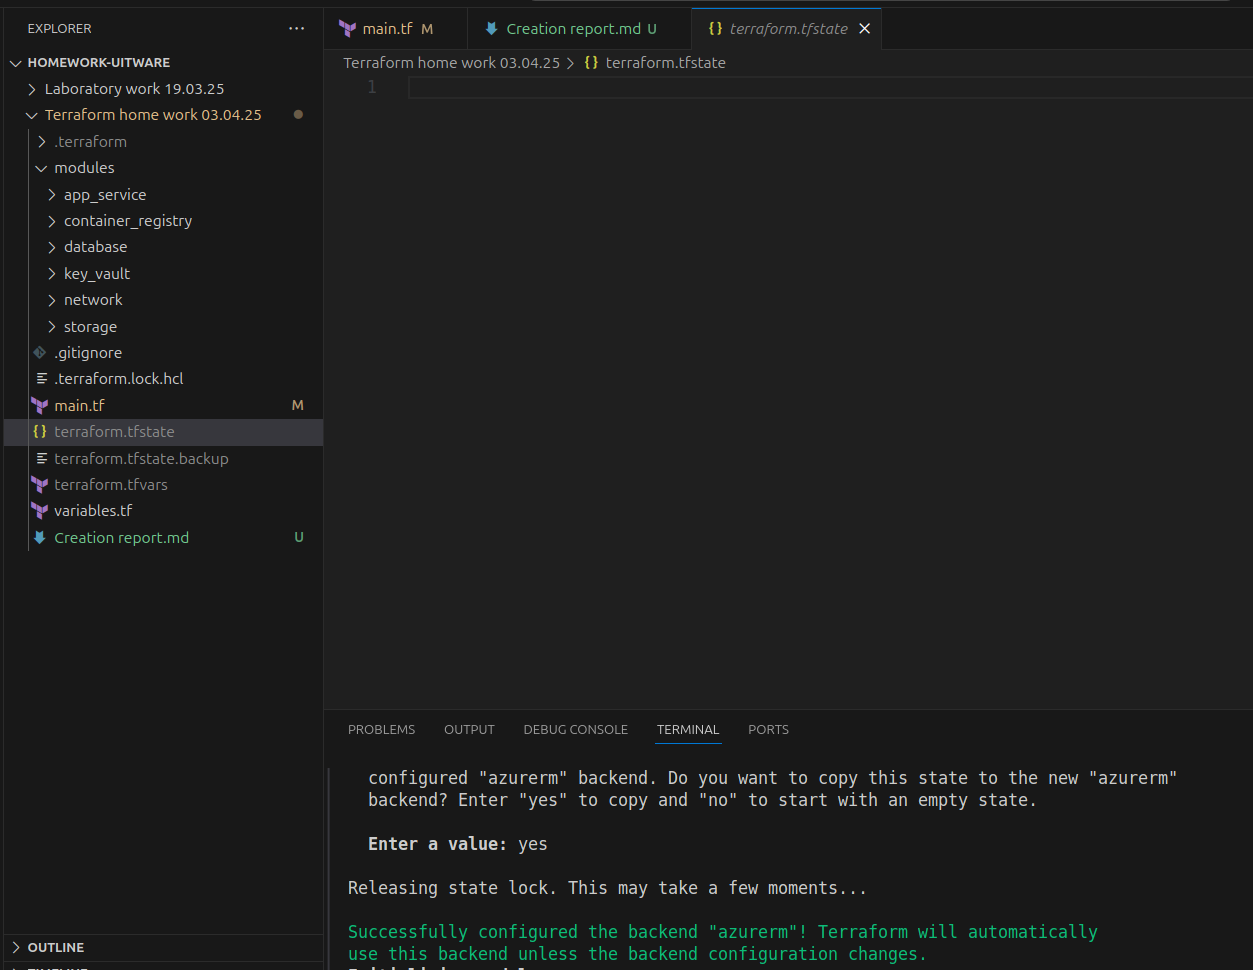 EXPLORER
HOMEWORK-UITWARE
Laboratory work 19.03.25
Terraform home work 03.04.25
.terraform
modules
app_service
container_registry
database
key_vault
network
storage
.gitignore
.terraform.lock.hcl
main.tf M
terraform.tfstate
terraform.tfstate.backup
terraform.tfvars
variables.tf
Creation report.md U
OUTLINE
main.tf M Creation report.md U {} terraform.tfstate
Terraform home work 03.04.25 > {} terraform.tfstate
1
PROBLEMS OUTPUT DEBUG CONSOLE TERMINAL PORTS
configured "azurerm" backend. Do you want to copy this state to the new "azurerm"
backend? Enter "yes" to copy and "no" to start with an empty state.
Enter a value: yes
Releasing state lock. This may take a few moments...
Successfully configured the backend "azurerm"! Terraform will automatically
use this backend unless the backend configuration changes.